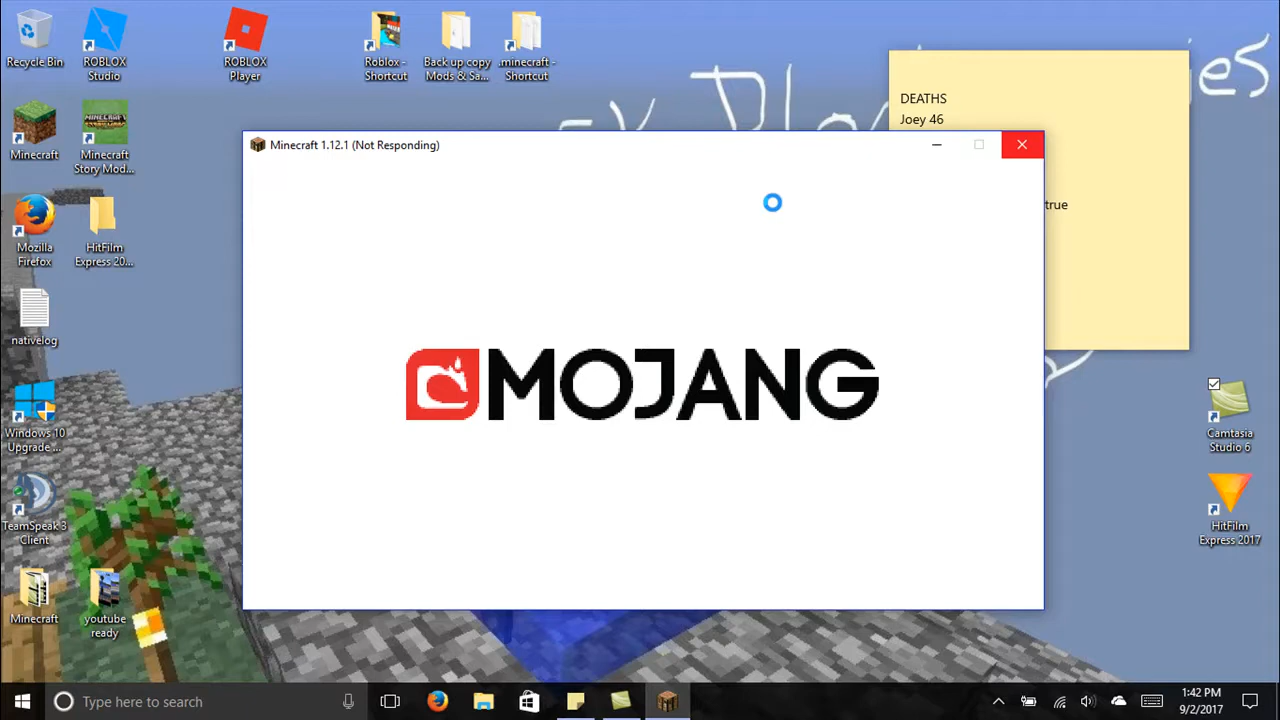 Recycle Bin
ROBLOX
Studio
ROBLOX
Player
Roblox -
Shortcut
Back up copy
Mods & Sa...
.minecraft -
Shortcut
es
DEATHS
Joey 46
true
Minecraft
Minecraft
Story Mod...
Minecraft 1.12.1 (Not Responding)
MOJANG
Mozilla
Firefox
HitFilm
Express 20...
nativelog
Windows 10
Upgrade ...
TeamSpeak 3
Client
Minecraft
youtube
ready
Camtasia
Studio 6
HitFilm
Express 2017
Type here to search
1:42 PM
9/2/2017